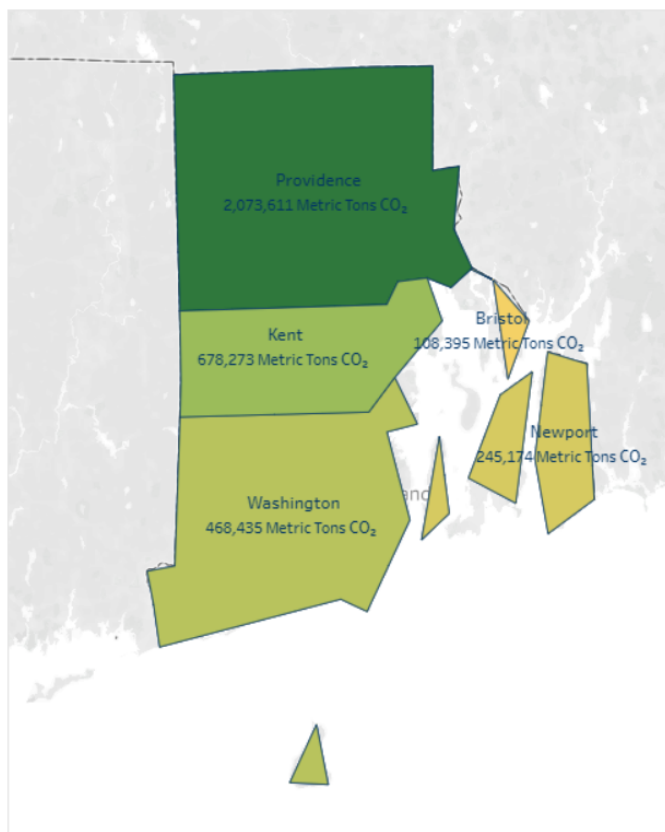 Providence
2,073,611 Metric Tons CO₂
Kent
678,273 Metric Tons CO₂
Bristol
108,395 Metric Tons CO₂
Newport
245,174 Metric Tons CO₂
Washington
468,435 Metric Tons CO₂